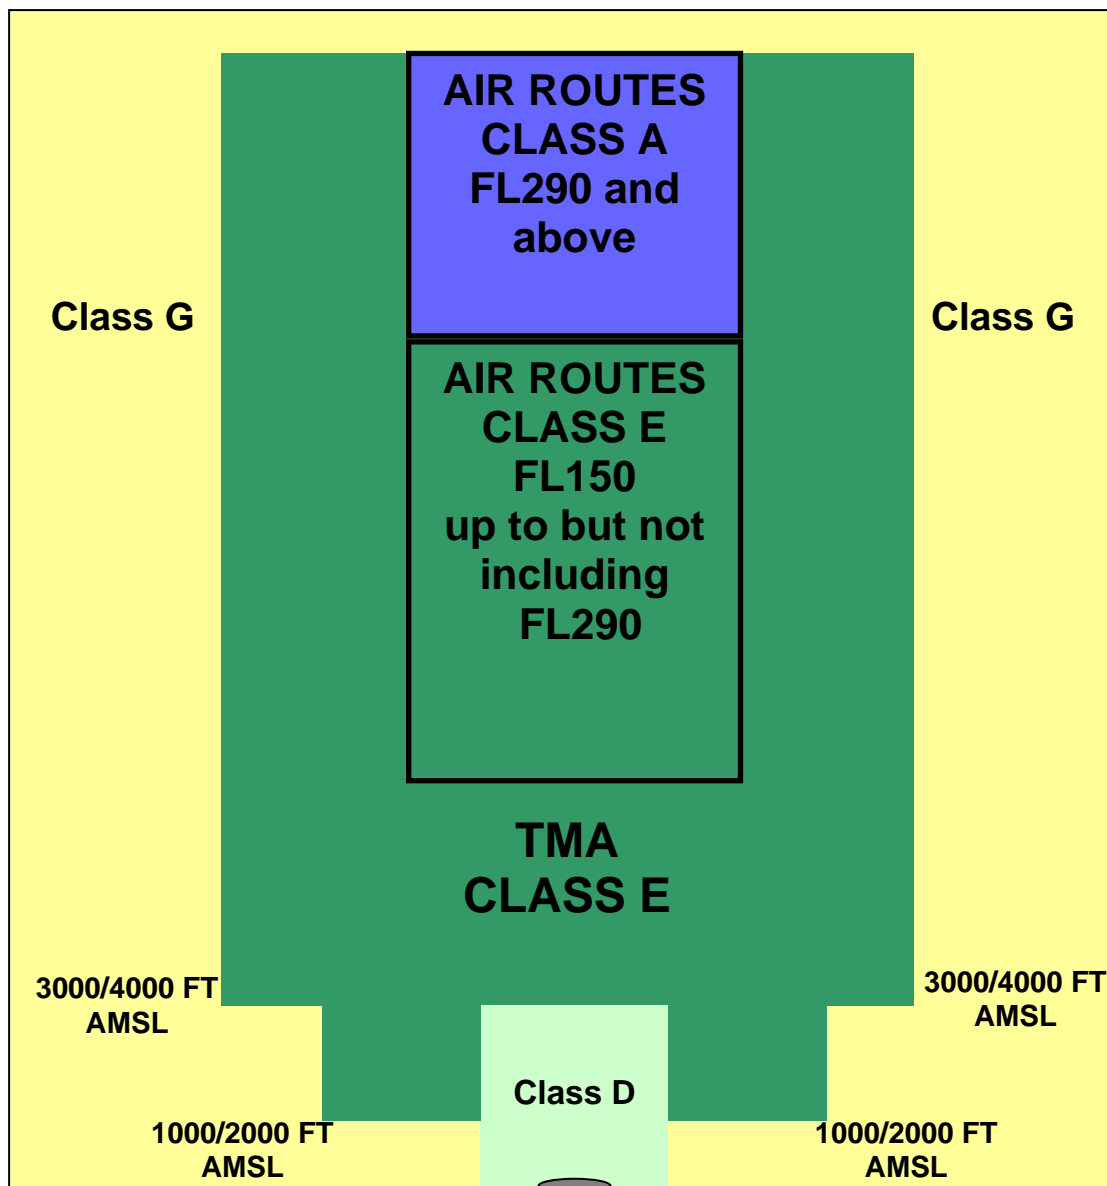 AIR ROUTES
CLASS A
FL290 and
above
Class G
Class G
AIR ROUTES
CLASS E
FL150
up to but not
including
FL290
TMA
CLASS E
3000/4000 FT
AMSL
3000/4000 FT
AMSL
Class D
1000/2000 FT
AMSL
1000/2000 FT
AMSL